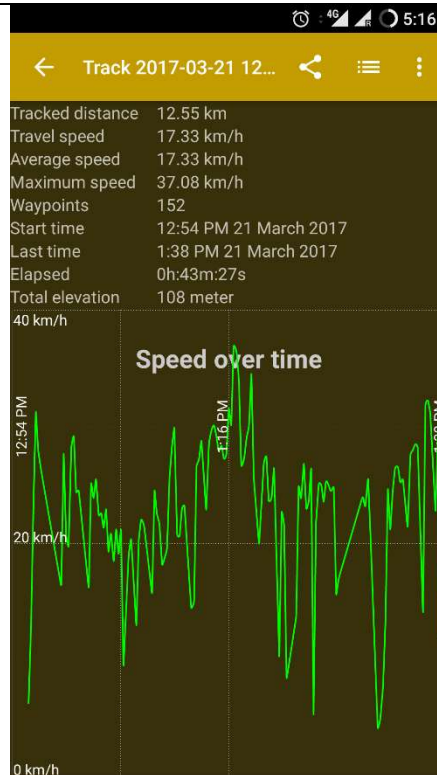 4G R 5:16
Track 2017-03-21 12...
Tracked distance 12.55 km
Travel speed 17.33 km/h
Average speed 17.33 km/h
Maximum speed 37.08 km/h
Waypoints 152
Start time 12:54 PM 21 March 2017
Last time 1:38 PM 21 March 2017
Elapsed 0h:43m:27s
Total elevation 108 meter
40 km/h
Speed over time
12:54 PM
1:16 PM
20 km/h
0 km/h